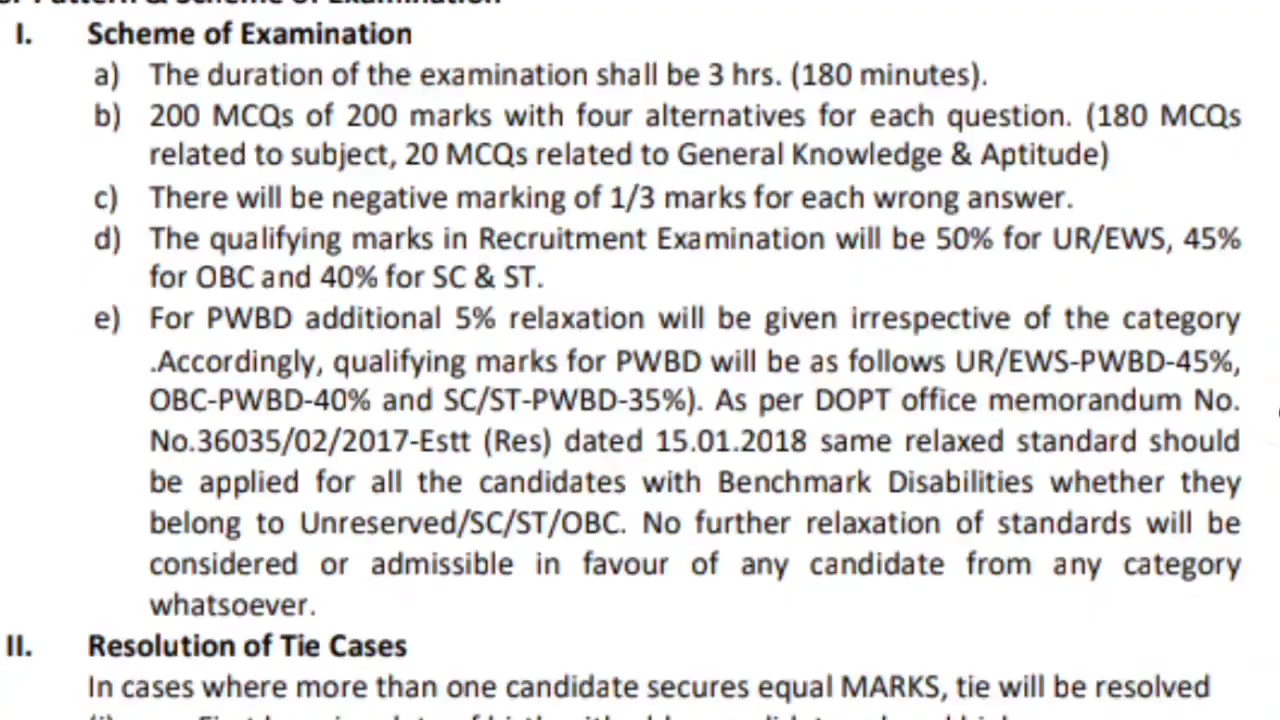 Pattern & Scheme of Examination
I. Scheme of Examination
a) The duration of the examination shall be 3 hrs. (180 minutes).
b) 200 MCQs of 200 marks with four alternatives for each question. (180 MCQs
related to subject, 20 MCQs related to General Knowledge & Aptitude)
c) There will be negative marking of 1/3 marks for each wrong answer.
d) The qualifying marks in Recruitment Examination will be 50% for UR/EWS, 45%
for OBC and 40% for SC & ST.
e) For PWBD additional 5% relaxation will be given irrespective of the category
.Accordingly, qualifying marks for PWBD will be as follows UR/EWS-PWBD-45%,
OBC-PWBD-40% and SC/ST-PWBD-35%). As per DOPT office memorandum No.
No.36035/02/2017-Estt (Res) dated 15.01.2018 same relaxed standard should
be applied for all the candidates with Benchmark Disabilities whether they
belong to Unreserved/SC/ST/OBC. No further relaxation of standards will be
considered or admissible in favour of any candidate from any category
whatsoever.
II. Resolution of Tie Cases
In cases where more than one candidate secures equal MARKS, tie will be resolved